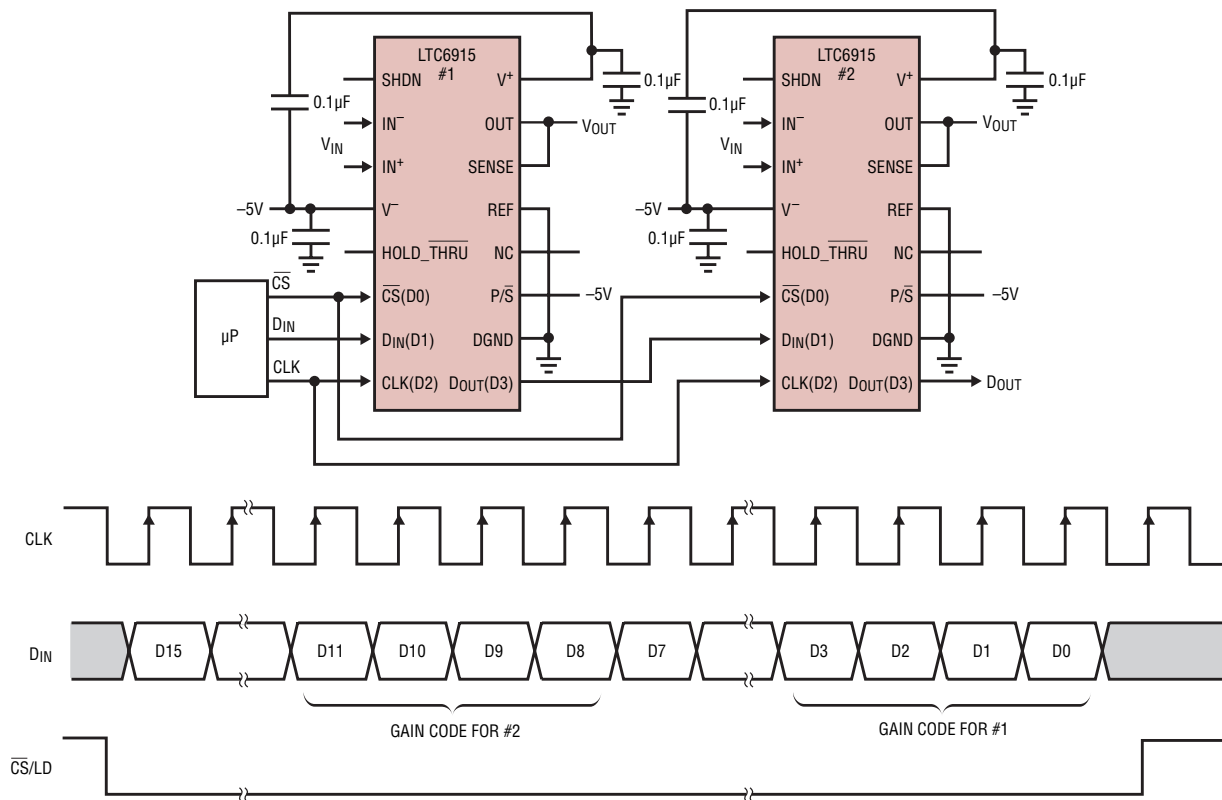 LTC6915
#1
SHDN
V+
0.1µF
0.1µF
IN−
OUT
VOUT
VIN
IN+
SENSE
–5V
V−
REF
0.1µF
HOLD_THRU
NC
CS
CS(D0)
P/S
–5V
µP
DIN
DIN(D1)
DGND
CLK
CLK(D2)
DOUT(D3)
LTC6915
#2
SHDN
V+
0.1µF
0.1µF
IN−
OUT
VOUT
VIN
IN+
SENSE
–5V
V−
REF
0.1µF
HOLD_THRU
NC
CS(D0)
P/S
–5V
DIN(D1)
DGND
CLK(D2)
DOUT(D3)
DOUT
CLK
DIN
D15 D11 D10 D9 D8 D7 D3 D2 D1 D0
GAIN CODE FOR #2
GAIN CODE FOR #1
CS/LD